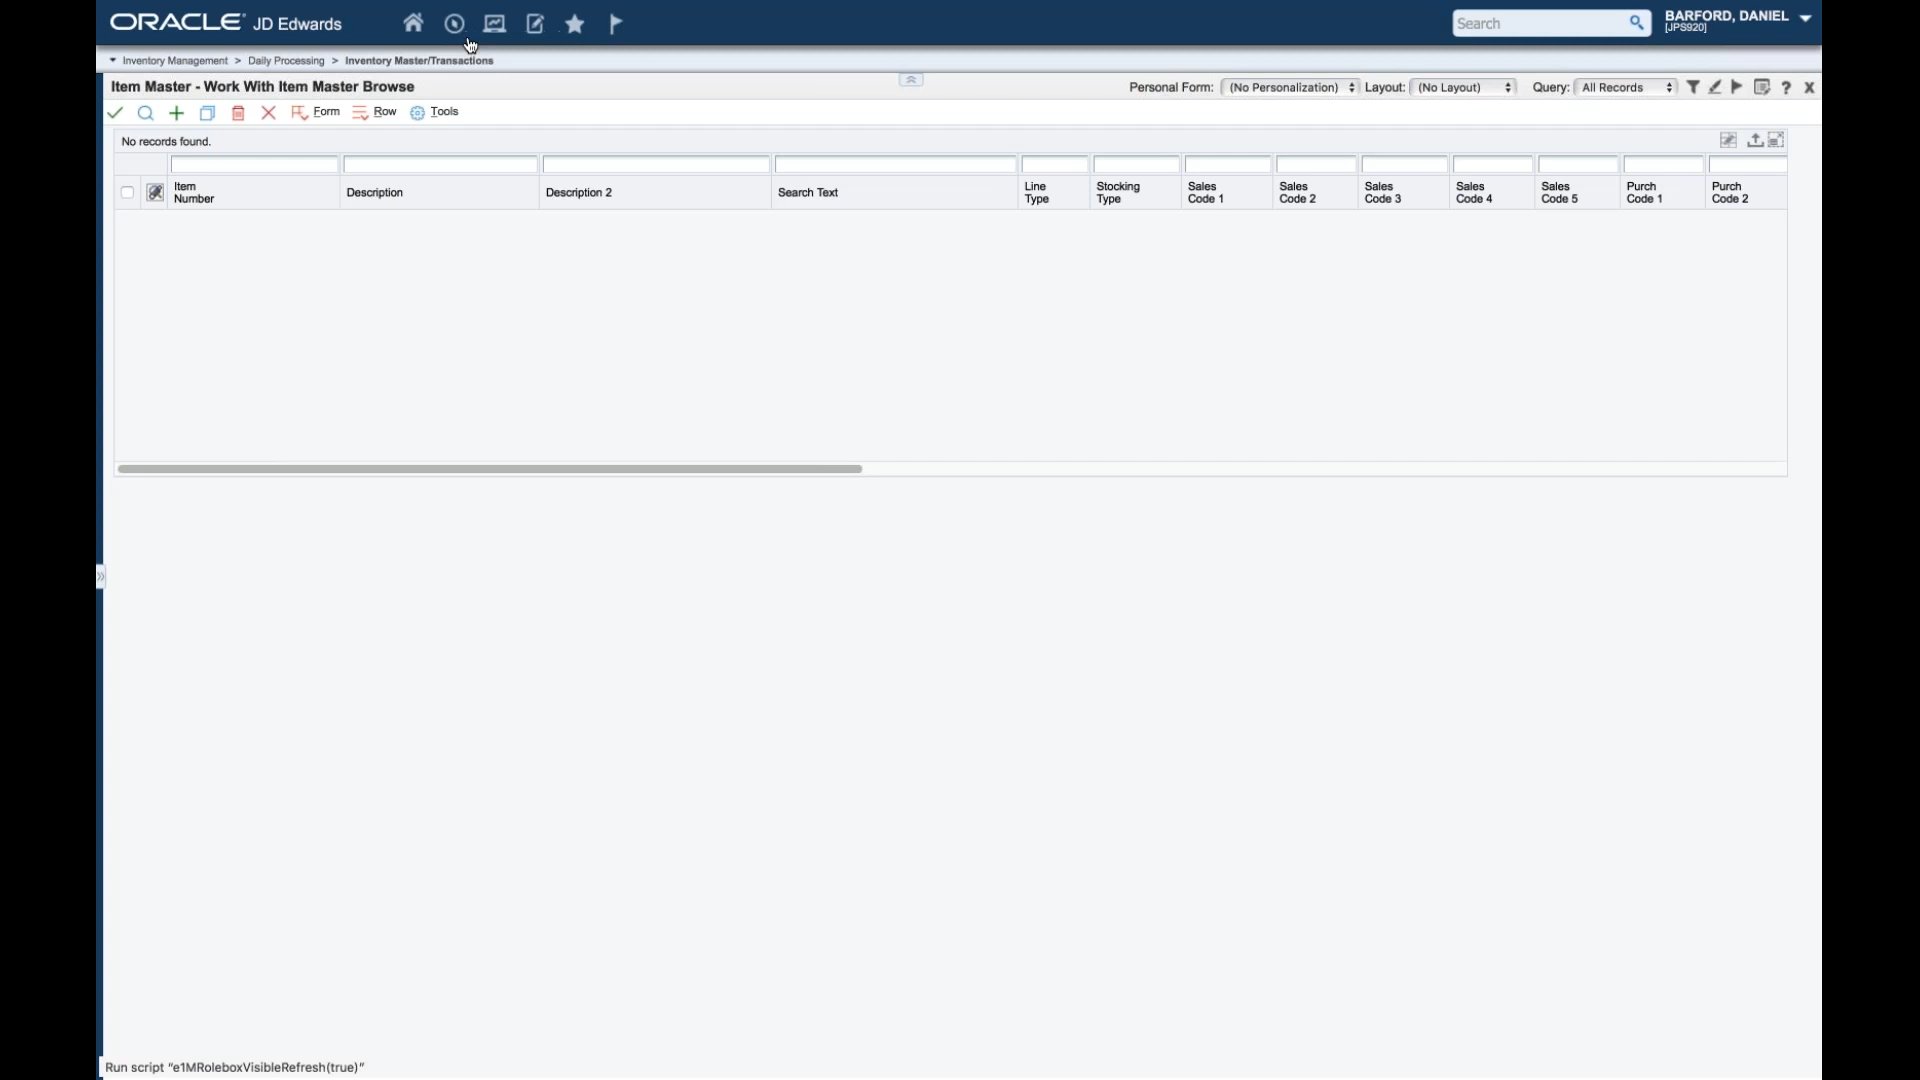 ORACLE JD Edwards
Search
BARFORD, DANIEL
[JPS920]
Inventory Management > Daily Processing > Inventory Master/Transactions
Item Master - Work With Item Master Browse
Personal Form: (No Personalization) Layout: (No Layout) Query: All Records
Form Row Tools
No records found.
Item Number
Description
Description 2
Search Text
Line Type
Stocking Type
Sales Code 1
Sales Code 2
Sales Code 3
Sales Code 4
Sales Code 5
Purch Code 1
Purch Code 2
Run script "e1MRoleboxVisibleRefresh(true)"